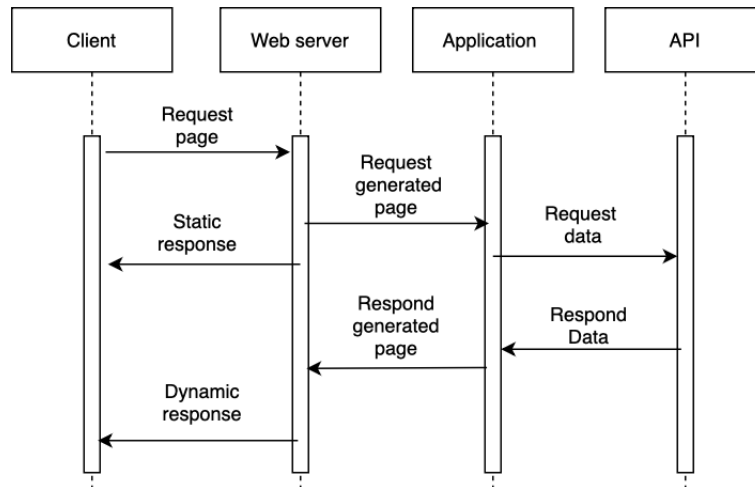 Client
Web server
Application
API
Request
page
Request
generated
page
Static
response
Request
data
Respond
generated
page
Respond
Data
Dynamic
response